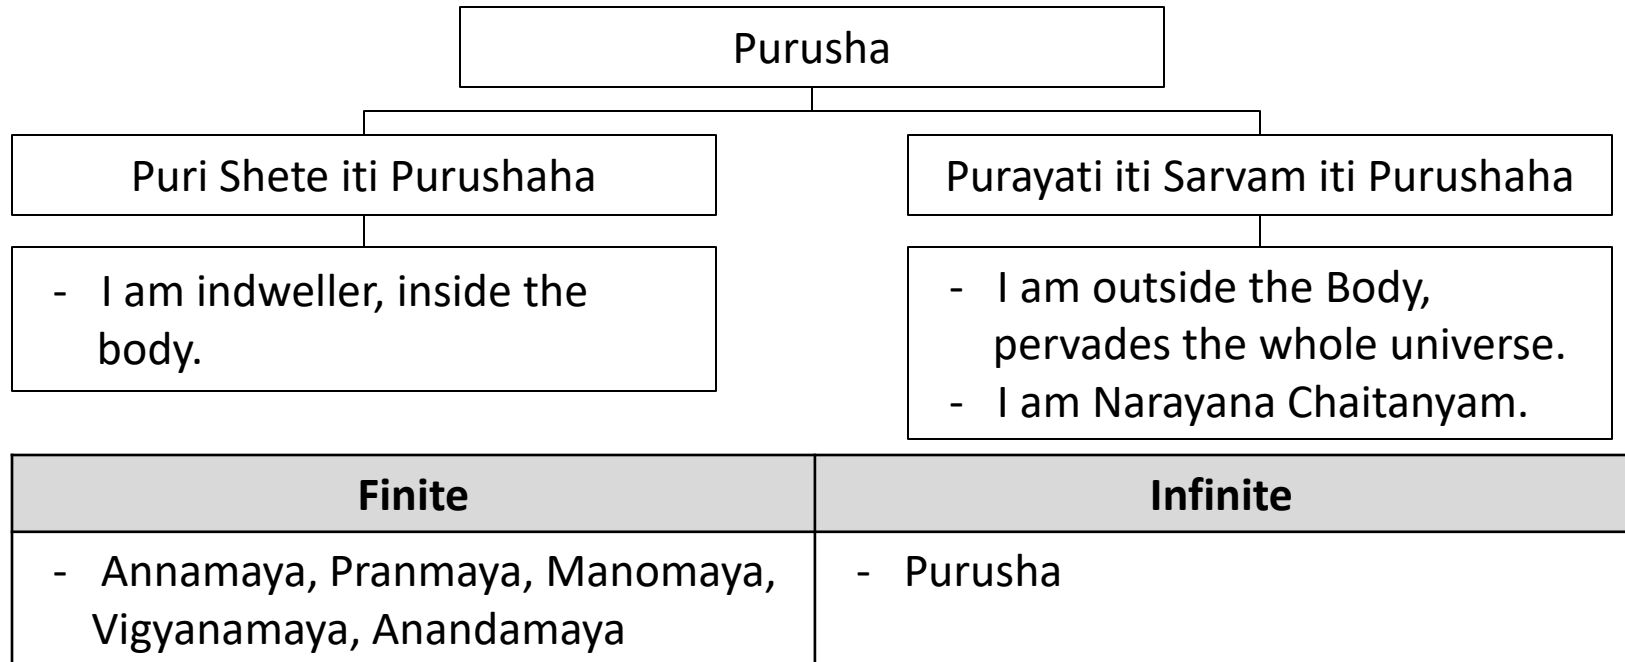 Purusha
Puri Shete iti Purushaha
Purayati iti Sarvam iti Purushaha
- I am indweller, inside the
body.
- I am outside the Body,
pervades the whole universe.
- I am Narayana Chaitanyam.
Finite
Infinite
- Annamaya, Pranmaya, Manomaya,
Vigyanamaya, Anandamaya
- Purusha